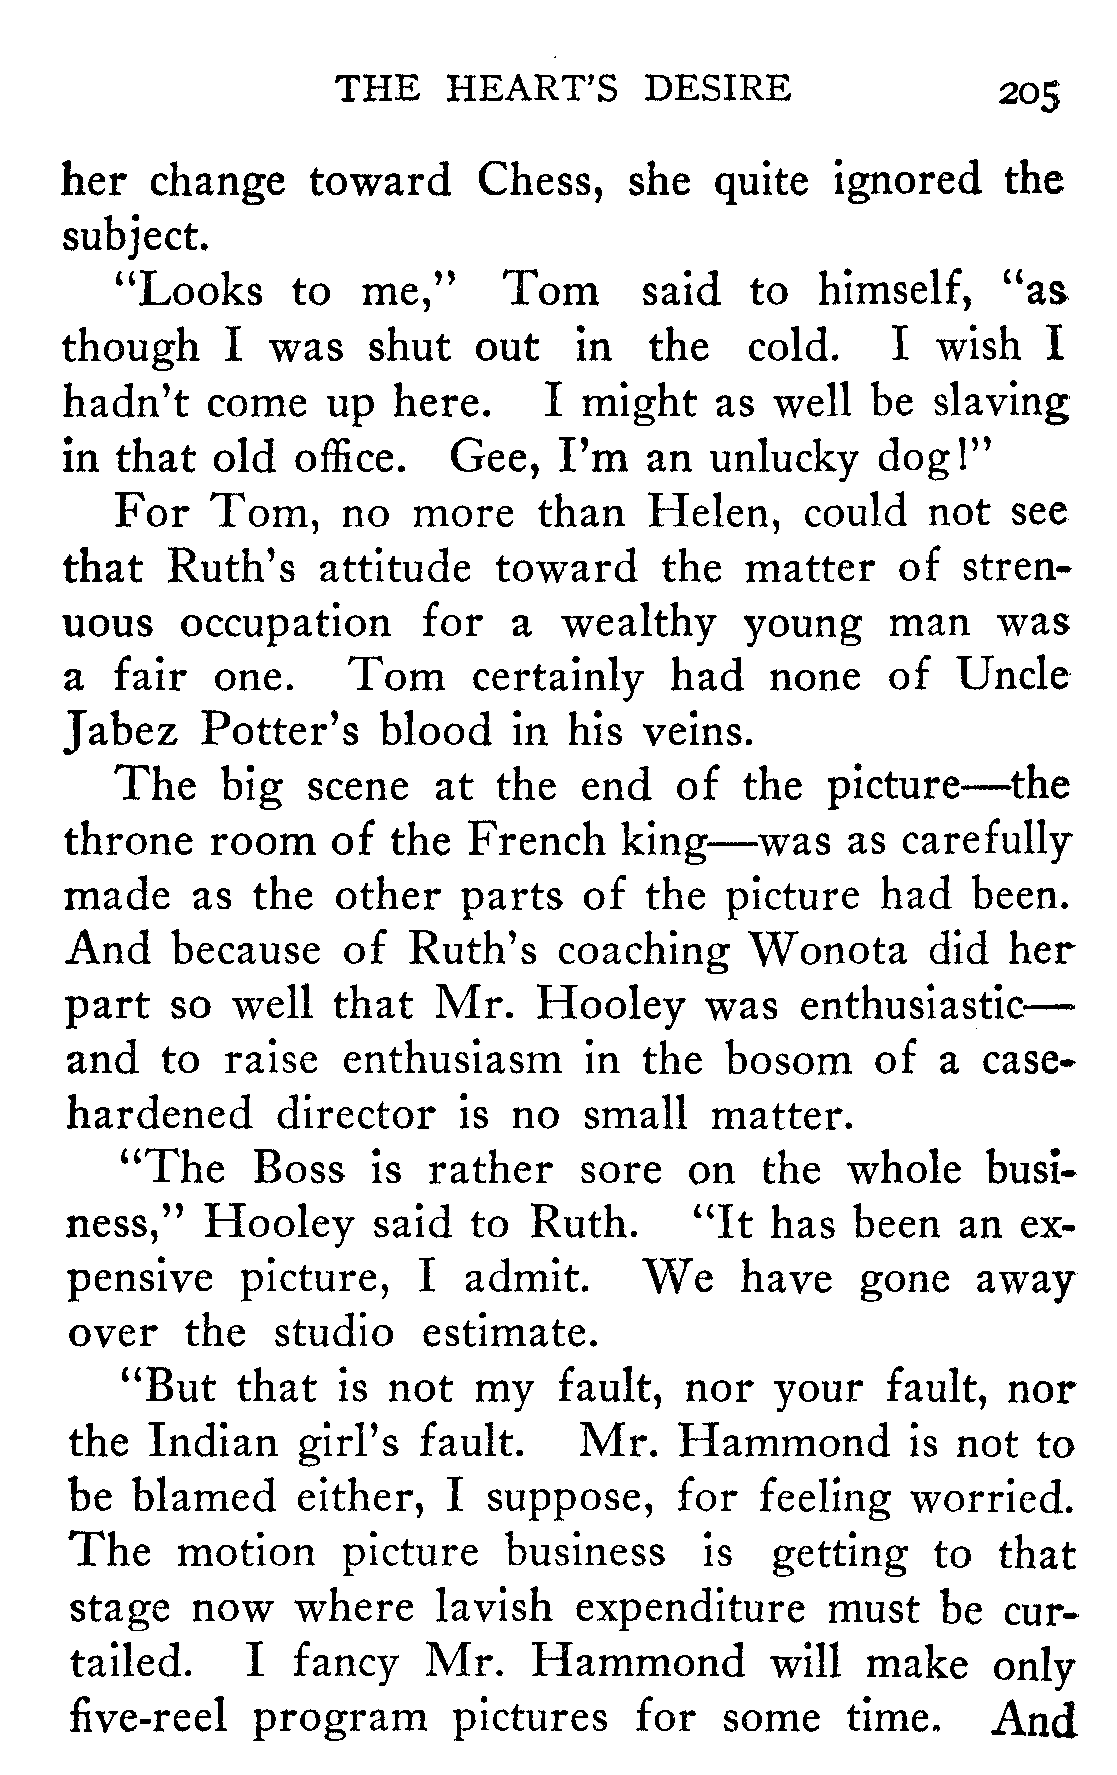 THE HEART'S DESIRE 205
her change toward Chess, she quite ignored the
subject.
“Looks to me,” Tom said to himself, “as
though I was shut out in the cold. I wish I
hadn't come up here. I might as well be slaving
in that old office. Gee, I'm an unlucky dog!”
For Tom, no more than Helen, could not see
that Ruth's attitude toward the matter of stren-
uous occupation for a wealthy young man was
a fair one. Tom certainly had none of Uncle
Jabez Potter's blood in his veins.
The big scene at the end of the picture—the
throne room of the French king—was as carefully
made as the other parts of the picture had been.
And because of Ruth's coaching Wonota did her
part so well that Mr. Hooley was enthusiastic—
and to raise enthusiasm in the bosom of a case-
hardened director is no small matter.
“The Boss is rather sore on the whole busi-
ness,” Hooley said to Ruth. “It has been an ex-
pensive picture, I admit. We have gone away
over the studio estimate.
“But that is not my fault, nor your fault, nor
the Indian girl's fault. Mr. Hammond is not to
be blamed either, I suppose, for feeling worried.
The motion picture business is getting to that
stage now where lavish expenditure must be cur-
tailed. I fancy Mr. Hammond will make only
five-reel program pictures for some time. And